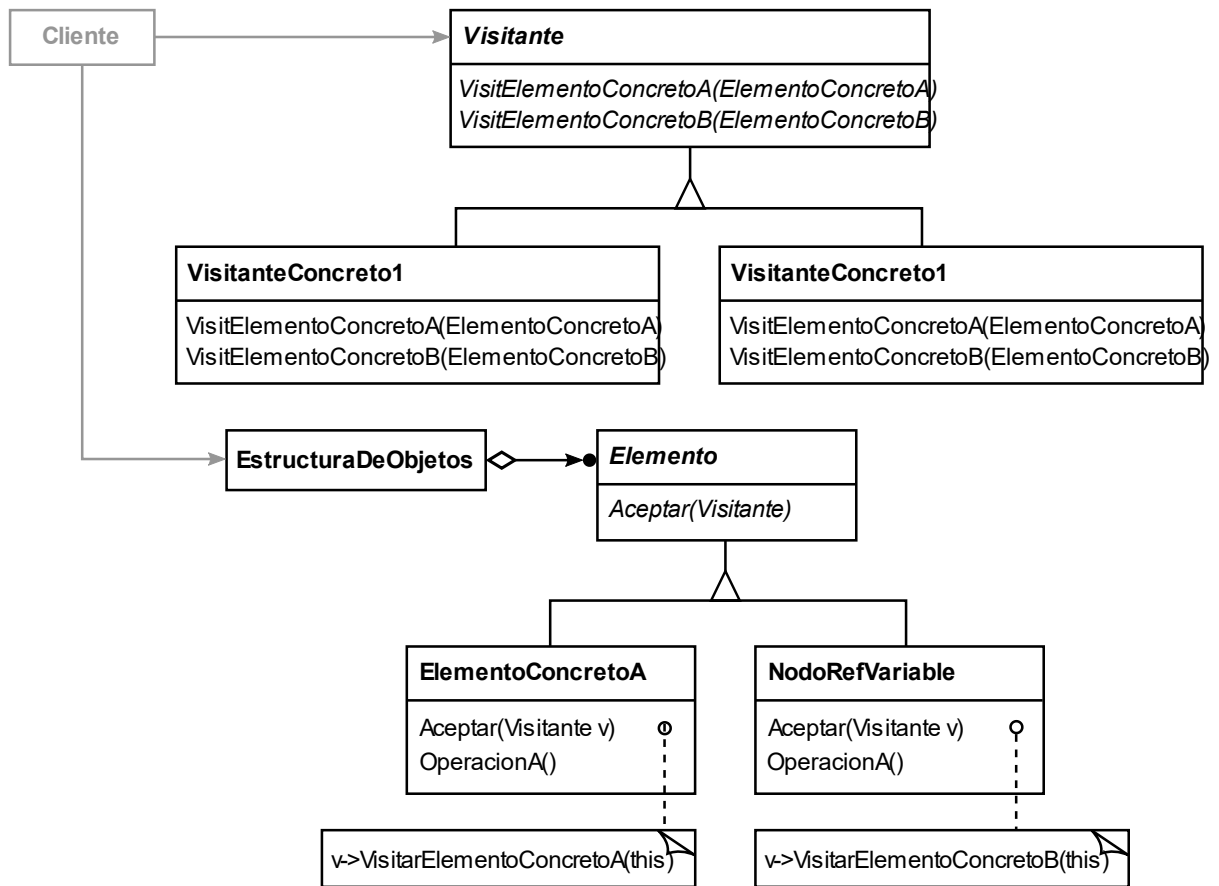 Cliente
Visitante
VisitElementoConcretoA(ElementoConcretoA)
VisitElementoConcretoB(ElementoConcretoB)
VisitanteConcreto1
VisitElementoConcretoA(ElementoConcretoA)
VisitElementoConcretoB(ElementoConcretoB)
VisitanteConcreto1
VisitElementoConcretoA(ElementoConcretoA)
VisitElementoConcretoB(ElementoConcretoB)
EstructuraDeObjetos
Elemento
Aceptar(Visitante)
ElementoConcretoA
Aceptar(Visitante v)
OperacionA()
NodoRefVariable
Aceptar(Visitante v)
OperacionA()
v->VisitarElementoConcretoA(this)
v->VisitarElementoConcretoB(this)